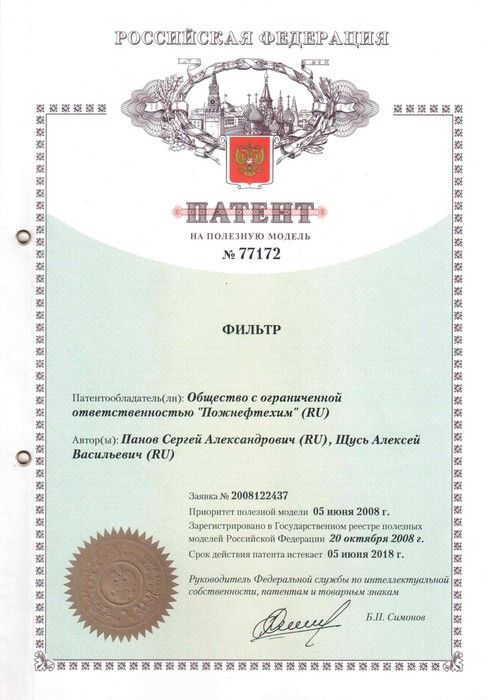 РОССИЙСКАЯ ФЕДЕРАЦИЯ
ПАТЕНТ
НА ПОЛЕЗНУЮ МОДЕЛЬ
№ 77172
ФИЛЬТР
Патентообладатель(ли): Общество с ограниченной
ответственностью "Пожнефтехим" (RU)
Автор(ы): Панов Сергей Александрович (RU), Щусь Алексей
Васильевич (RU)
Заявка № 2008122437
Приоритет полезной модели 05 июня 2008 г.
Зарегистрировано в Государственном реестре полезных
моделей Российской Федерации 20 октября 2008 г.
Срок действия патента истекает 05 июня 2018 г.
Руководитель Федеральной службы по интеллектуальной
собственности, патентам и товарным знакам
Б.П. Симонов